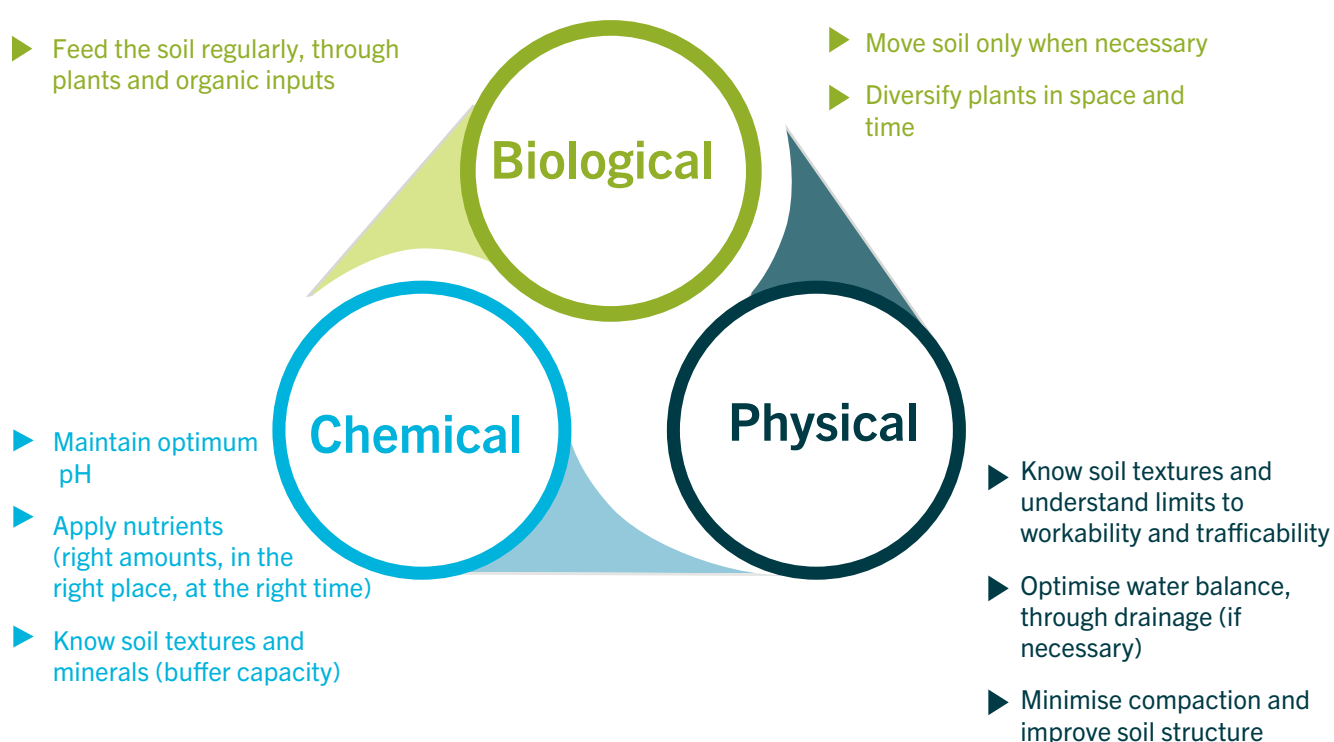 Feed the soil regularly, through
plants and organic inputs
Move soil only when necessary
Diversify plants in space and
time
Biological
Chemical
Physical
Maintain optimum
pH
Apply nutrients
(right amounts, in the
right place, at the right time)
Know soil textures and
minerals (buffer capacity)
Know soil textures and
understand limits to
workability and trafficability
Optimise water balance,
through drainage (if
necessary)
Minimise compaction and
improve soil structure